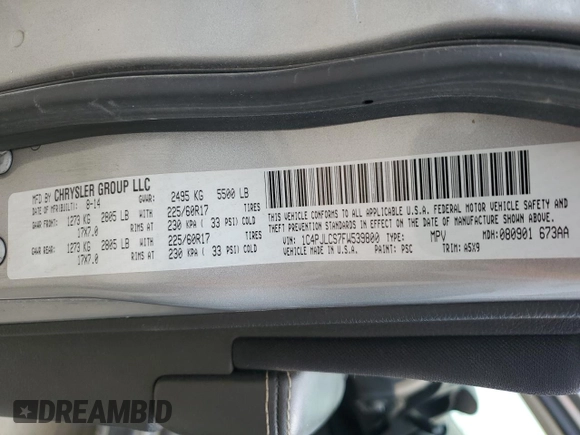 MFD BY CHRYSLER GROUP LLC
DATE OF MFR(BUILT): 8-14 GVWR: 2495 KG 5500 LB
GAWR FRONT: 1273 KG 2805 LB WITH 225/60R17 TIRES
17X7.0 RIMS AT 230 KPA ( 33 PSI) COLD
GAWR REAR: 1273 KG 2805 LB WITH 225/60R17 TIRES
17X7.0 RIMS AT 230 KPA ( 33 PSI) COLD
THIS VEHICLE CONFORMS TO ALL APPLICABLE U.S.A. FEDERAL MOTOR VEHICLE SAFETY,
BUMPER, AND THEFT PREVENTION STANDARDS IN EFFECT ON THE DATE OF MANUFACTURE SHOWN ABOVE.
VIN: 1C4PJLCS7FW539800 TYPE: MPV MDH: 080901 673AA
VEHICLE MADE IN U.S.A. PAINT: PSC TRIM: A5X9
DREAMBID